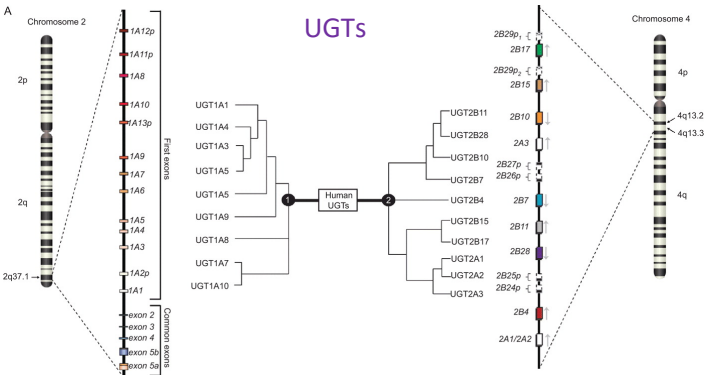 A
UGTs
Chromosome 2
2p
2q
2q37.1
1A12p
1A11p
1A8
1A10
1A13p
1A9
1A7
1A6
1A5
1A4
1A3
1A2p
1A1
First exons
exon 2
exon 3
exon 4
exon 5b
exon 5a
Common exons
UGT1A1
UGT1A4
UGT1A3
UGT1A5
UGT1A5
UGT1A9
UGT1A8
UGT1A7
UGT1A10
1
Human
UGTs
2
UGT2B11
UGT2B28
UGT2B10
UGT2B7
UGT2B4
UGT2B15
UGT2B17
UGT2A1
UGT2A2
UGT2A3
2B29p1
2B17
2B29p2
2B15
2B10
2A3
2B27p
2B26p
2B7
2B11
2B28
2B25p
2B24p
2B4
2A1/2A2
Chromosome 4
4p
4q13.2
4q13.3
4q